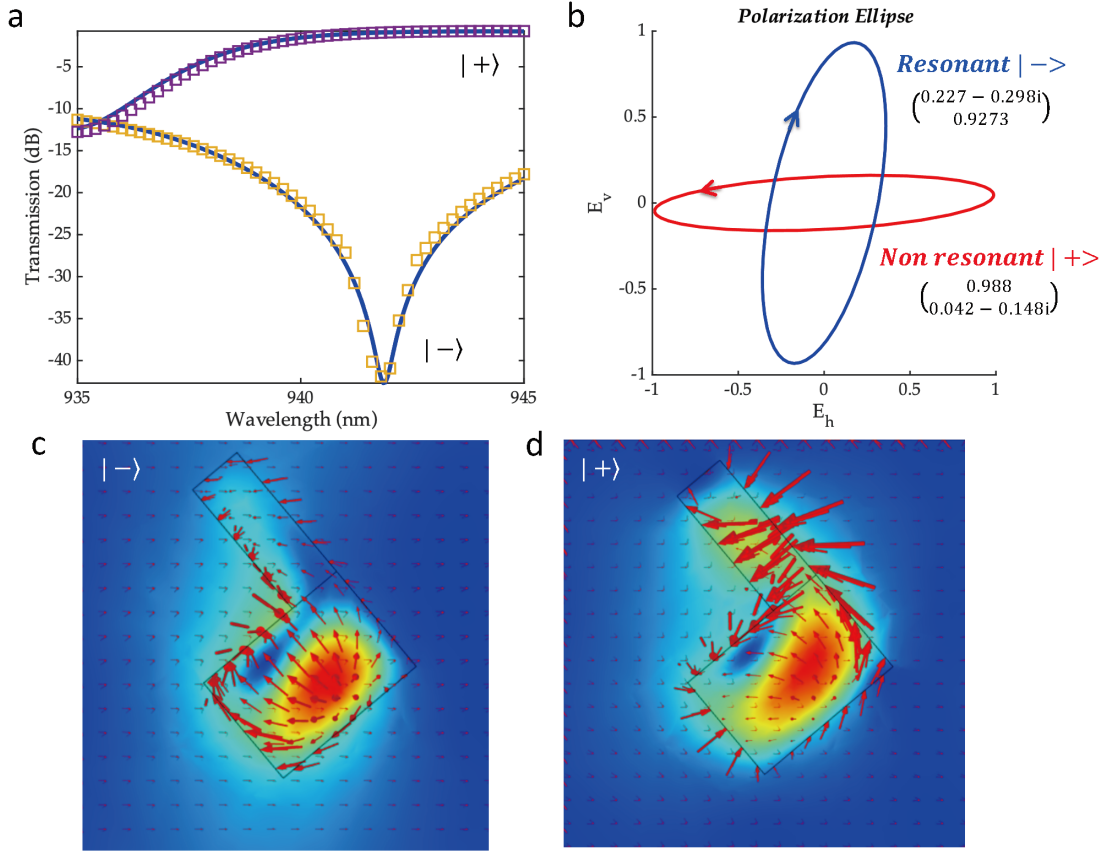 a
Transmission (dB)
-5
-10
-15
-20
-25
-30
-35
-40
935
940
945
Wavelength (nm)
|+⟩
|−⟩
b
Polarization Ellipse
E_v
1
0.5
0
-0.5
-1
-1
-0.5
0
0.5
1
E_h
Resonant |−>
(0.227 − 0.298i
0.9273)
Non resonant |+>
(0.988
0.042 − 0.148i)
c
|−⟩
d
|+⟩